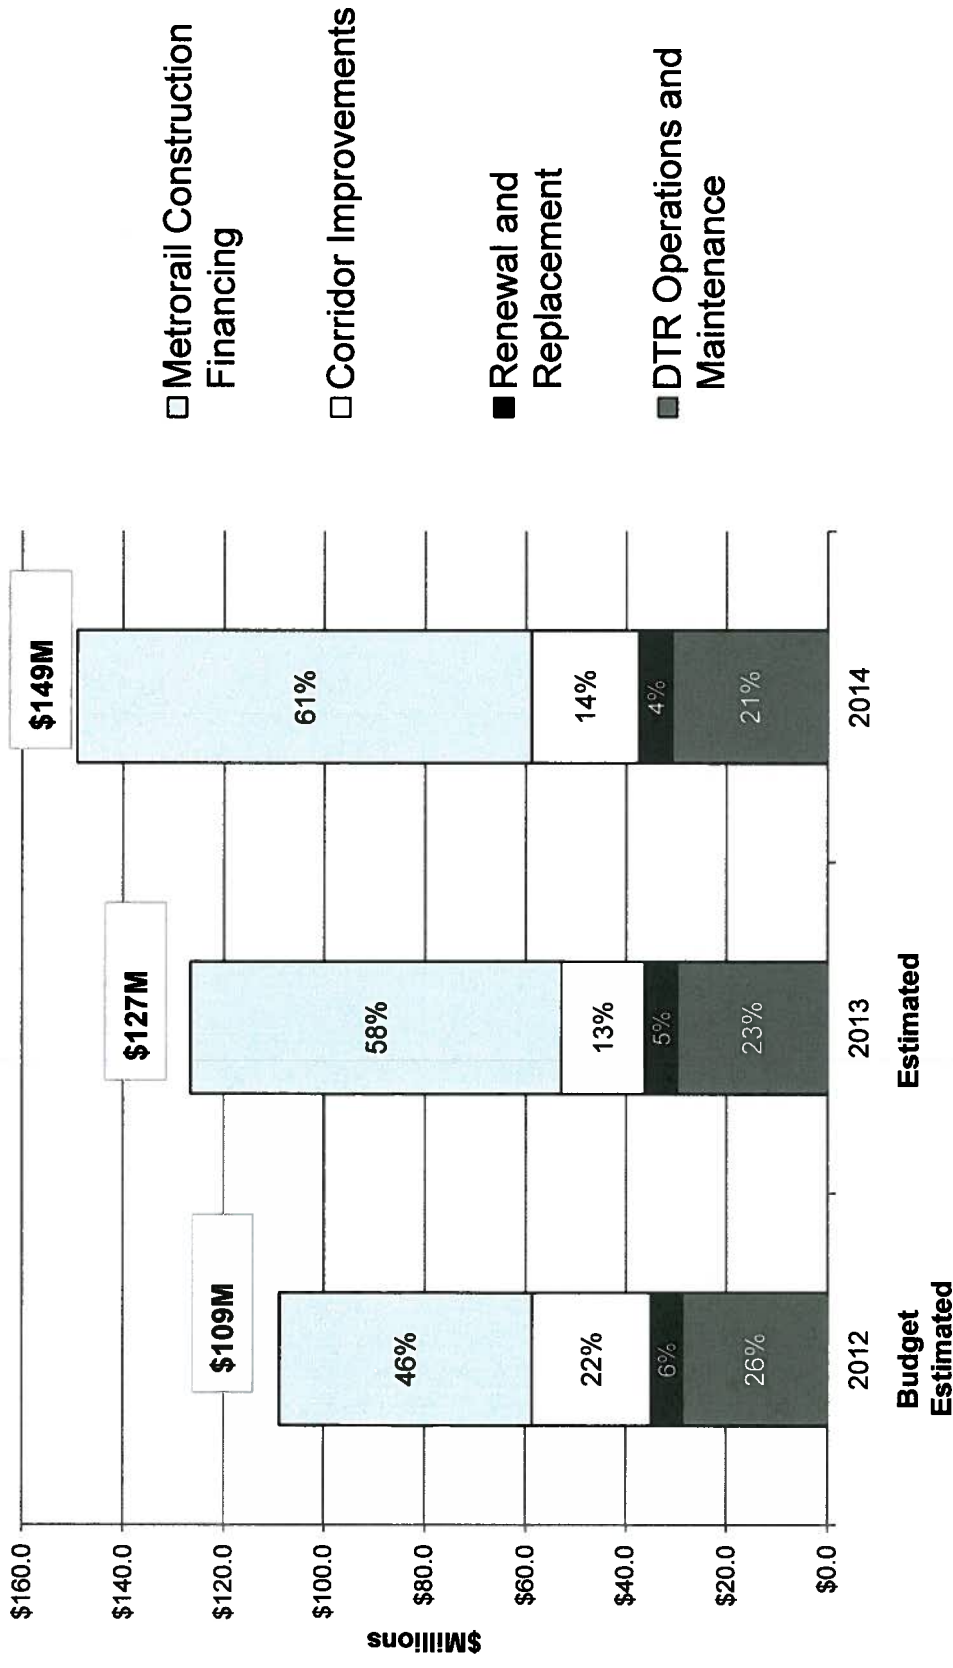 $160.0
$140.0
$120.0
$100.0
$80.0
$60.0
$40.0
$20.0
$0.0
$Millions
$109M
46%
22%
6%
26%
2012
Budget
Estimated
$127M
58%
13%
5%
23%
2013
Estimated
$149M
61%
14%
4%
21%
2014
Metrorail Construction
Financing
Corridor Improvements
Renewal and
Replacement
DTR Operations and
Maintenance